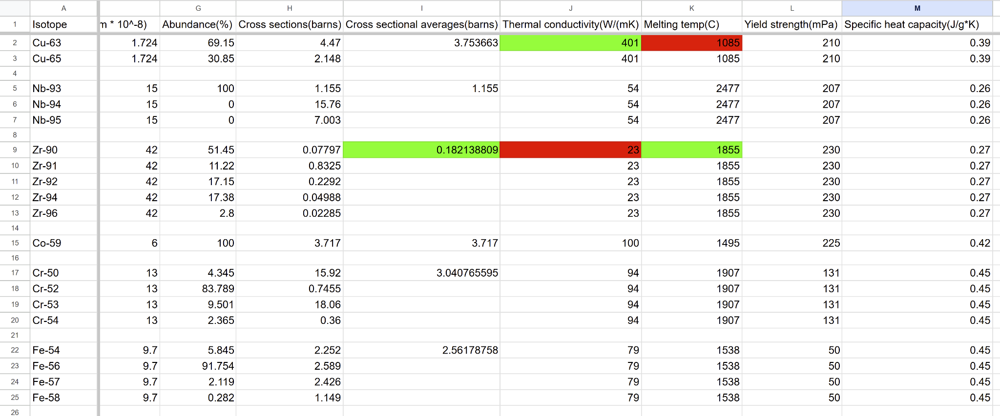 A G H I J K L M
1 Isotope m * 10^-8) Abundance(%) Cross sections(barns) Cross sectional averages(barns) Thermal conductivity(W/(mK) Melting temp(C) Yield strength(mPa) Specific heat capacity(J/g*K)
2 Cu-63 1.724 69.15 4.47 3.753663 401 1085 210 0.39
3 Cu-65 1.724 30.85 2.148 401 1085 210 0.39
4
5 Nb-93 15 100 1.155 1.155 54 2477 207 0.26
6 Nb-94 15 0 15.76 54 2477 207 0.26
7 Nb-95 15 0 7.003 54 2477 207 0.26
8
9 Zr-90 42 51.45 0.07797 0.182138809 23 1855 230 0.27
10 Zr-91 42 11.22 0.8325 23 1855 230 0.27
11 Zr-92 42 17.15 0.2292 23 1855 230 0.27
12 Zr-94 42 17.38 0.04988 23 1855 230 0.27
13 Zr-96 42 2.8 0.02285 23 1855 230 0.27
14
15 Co-59 6 100 3.717 3.717 100 1495 225 0.42
16
17 Cr-50 13 4.345 15.92 3.040765595 94 1907 131 0.45
18 Cr-52 13 83.789 0.7455 94 1907 131 0.45
19 Cr-53 13 9.501 18.06 94 1907 131 0.45
20 Cr-54 13 2.365 0.36 94 1907 131 0.45
21
22 Fe-54 9.7 5.845 2.252 2.56178758 79 1538 50 0.45
23 Fe-56 9.7 91.754 2.589 79 1538 50 0.45
24 Fe-57 9.7 2.119 2.426 79 1538 50 0.45
25 Fe-58 9.7 0.282 1.149 79 1538 50 0.45
26